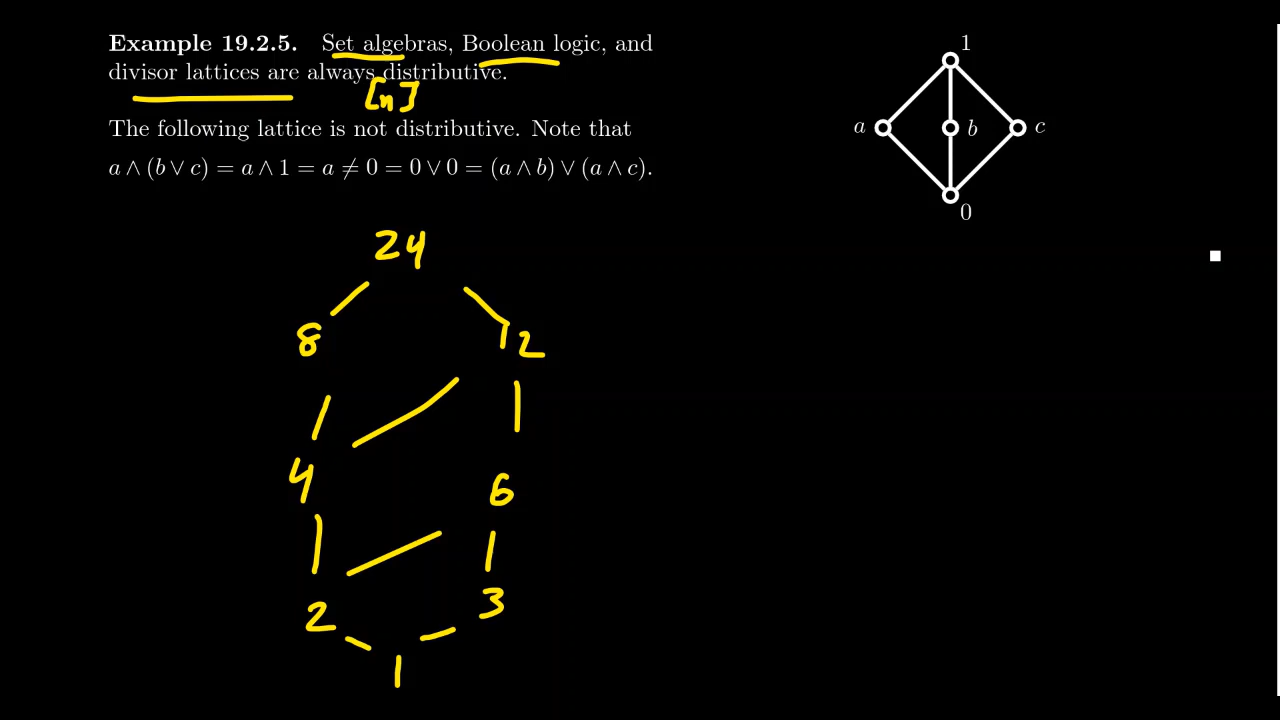 Example 19.2.5. Set algebras, Boolean logic, and
divisor lattices are always distributive.
[n]
The following lattice is not distributive. Note that
a ∧ (b ∨ c) = a ∧ 1 = a ≠ 0 = 0 ∨ 0 = (a ∧ b) ∨ (a ∧ c).
1
a b c
0
24
8 12
4 6
2 3
1